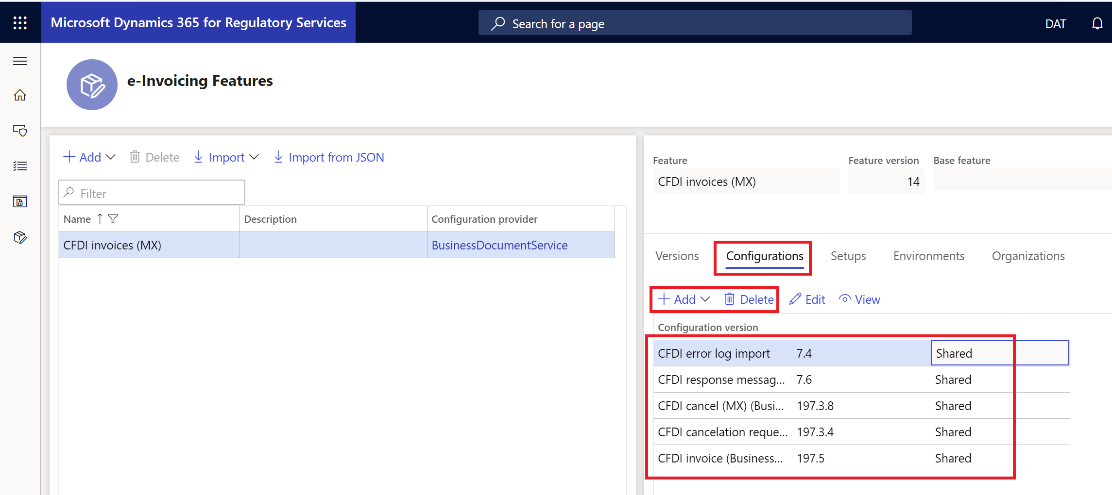 Microsoft Dynamics 365 for Regulatory Services
Search for a page
DAT
e-Invoicing Features
Add
Delete
Import
Import from JSON
Filter
Name
Description
Configuration provider
CFDI invoices (MX)
BusinessDocumentService
Feature
Feature version
Base feature
CFDI invoices (MX)
14
Versions
Configurations
Setups
Environments
Organizations
Add
Delete
Edit
View
Configuration version
CFDI error log import 7.4 Shared
CFDI response messag... 7.6 Shared
CFDI cancel (MX) (Busi... 197.3.8 Shared
CFDI cancelation reque... 197.3.4 Shared
CFDI invoice (Business... 197.5 Shared